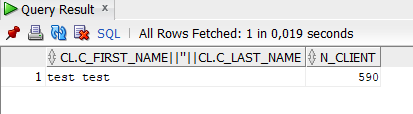 Query Result
SQL | All Rows Fetched: 1 in 0,019 seconds
CL.C_FIRST_NAME||''||CL.C_LAST_NAME N_CLIENT
1 test test 590